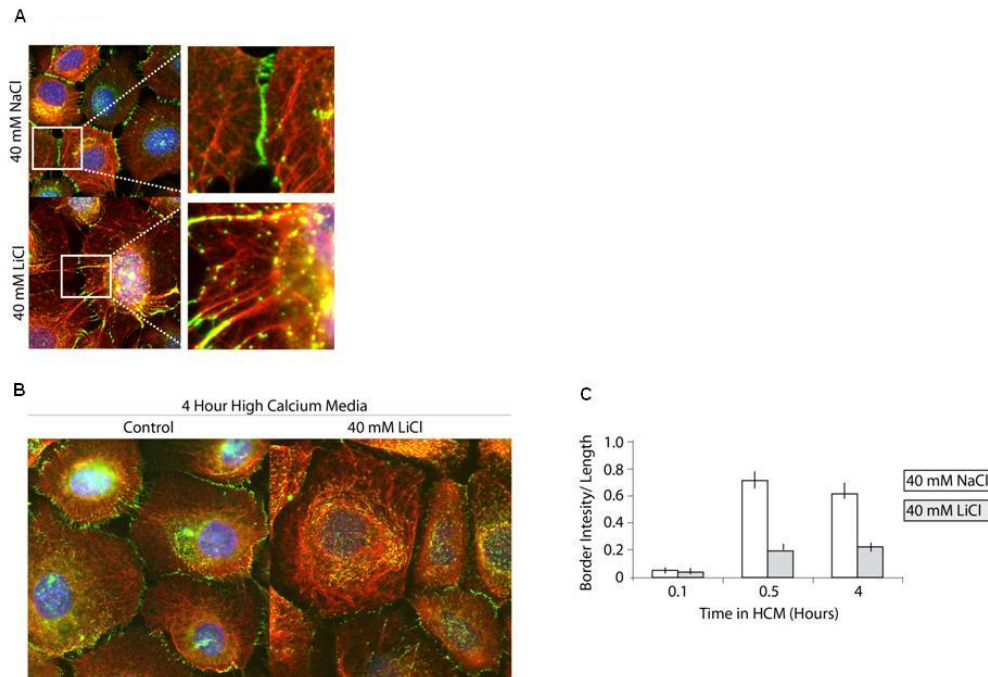 A
40 mM NaCl
40 mM LiCl
B
4 Hour High Calcium Media
Control
40 mM LiCl
C
Border Intesity/ Length
1.0
0.8
0.6
0.4
0.2
0
0.1
0.5
4
Time in HCM (Hours)
40 mM NaCl
40 mM LiCl